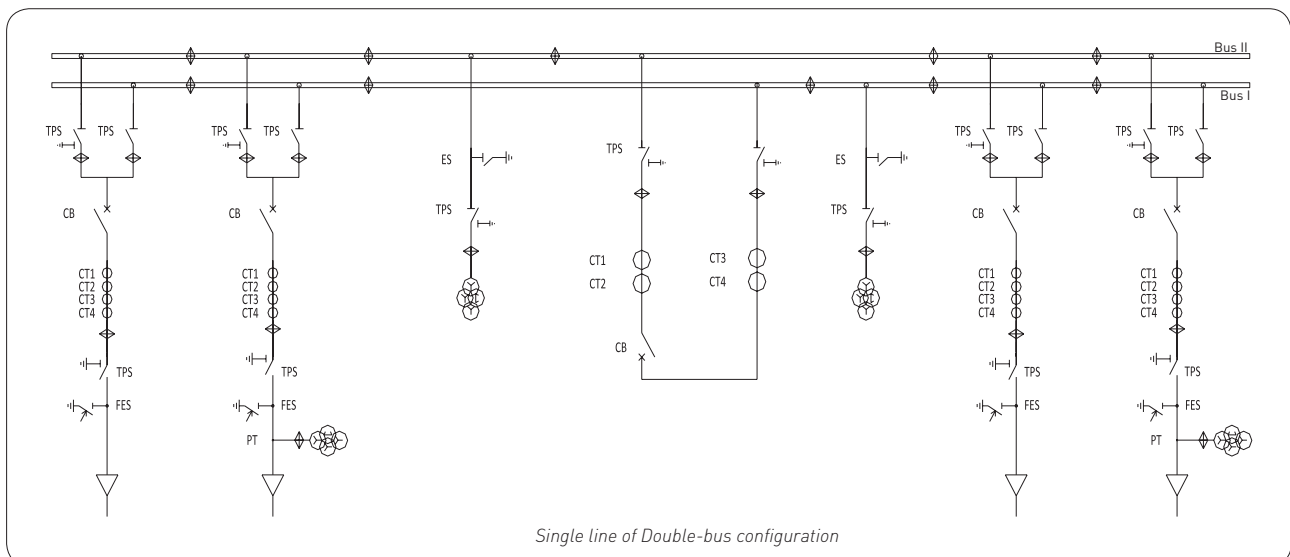 Bus II
Bus I
TPS TPS TPS TPS TPS TPS TPS TPS
TPS
ES ES
TPS TPS
CB CB CB CB
CT1 CT3
CT2 CT4
CT1 CT1 CT1 CT1
CT2 CT2 CT2 CT2
CT3 CT3 CT3 CT3
CT4 CT4 CT4 CT4
CB
TPS TPS TPS TPS
FES FES FES FES
PT PT
Single line of Double-bus configuration